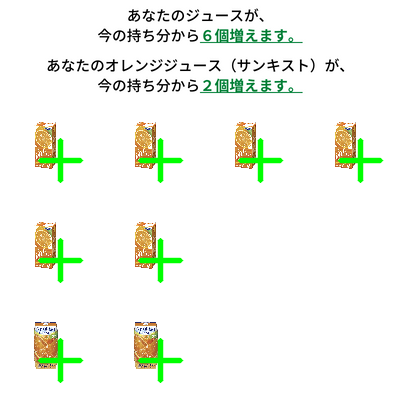 あなたのジュースが、
今の持ち分から６個増えます。
あなたのオレンジジュース（サンキスト）が、
今の持ち分から２個増えます。